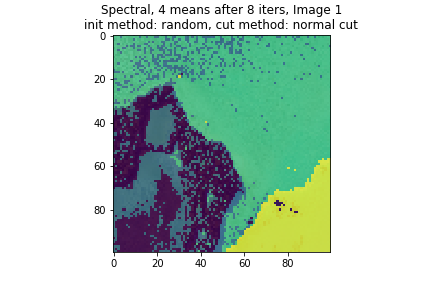 Spectral, 4 means after 8 iters, Image 1
init method: random, cut method: normal cut
0
20
40
60
80
0 20 40 60 80